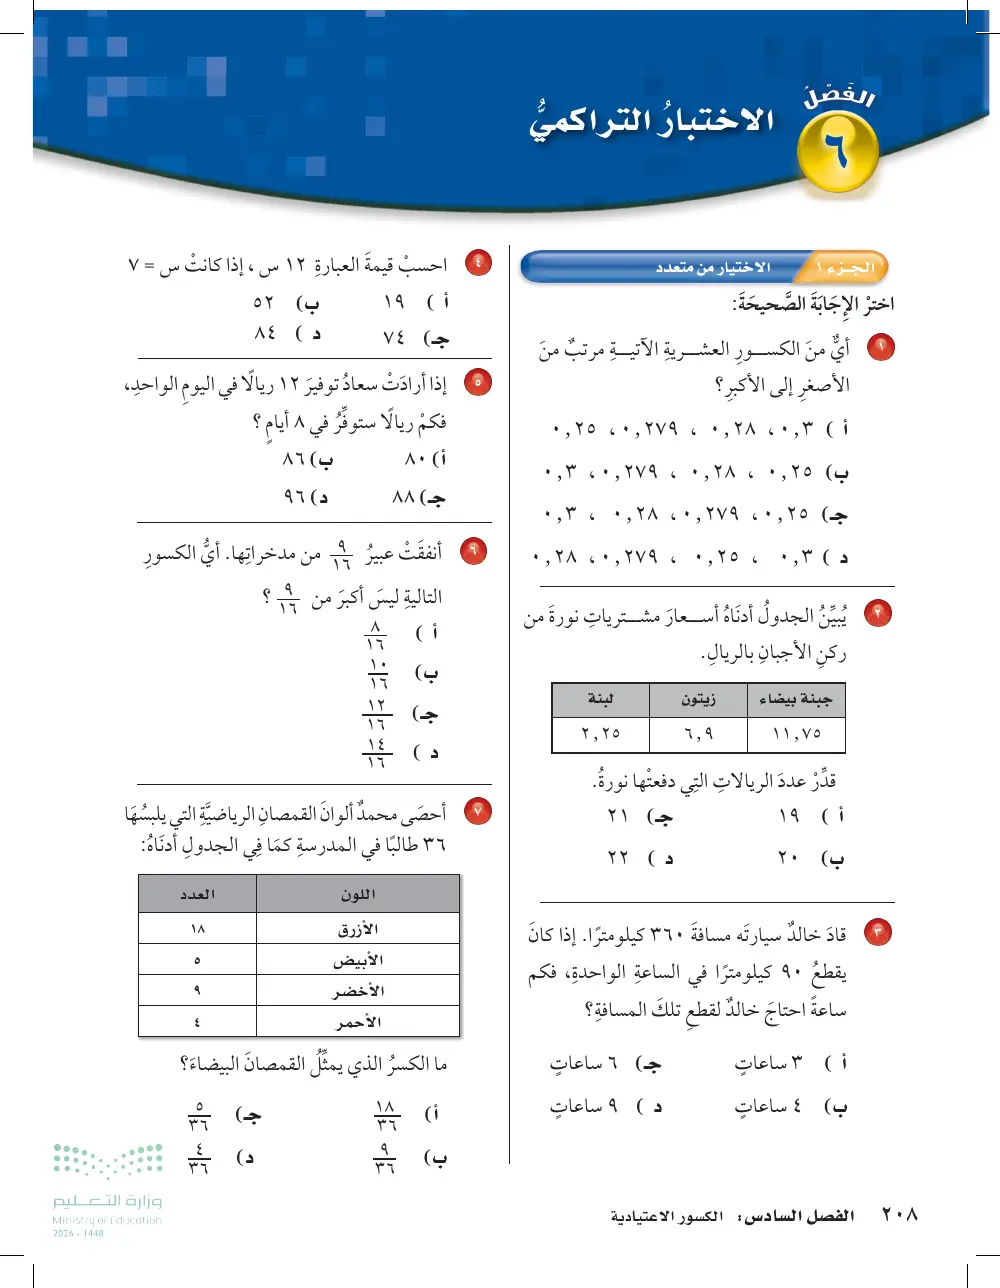 الفَصْلُ
٦
الاختبارُ التراكميُّ
الجزء ١ الاختيار من متعدد
اخترْ الإِجَابَةَ الصَّحيحَةَ:
١ أيٌّ منَ الكسورِ العشريةِ الآتيةِ مرتبٌ منَ
الأصغرِ إلى الأكبرِ؟
أ ) ٠,٣، ٠,٢٨ ، ٠,٢٧٩، ٠,٢٥
ب) ٠,٢٥ ، ٠,٢٨ ، ٠,٢٧٩، ٠,٣
جـ) ٠,٢٥، ٠,٢٧٩، ٠,٢٨ ، ٠,٣
د ) ٠,٣ ، ٠,٢٥ ، ٠,٢٧٩، ٠,٢٨
٢ يُبيِّنُ الجدولُ أدنَاهُ أسعارَ مشترياتِ نورةَ من
ركنِ الأجبانِ بالريالِ.
جبنة بيضاء زيتون لبنة
١١,٧٥ ٦,٩ ٢,٢٥
قدِّرْ عددَ الريالاتِ التِي دفعتْها نورةُ.
أ ) ١٩ جـ) ٢١
ب) ٢٠ د ) ٢٢
٣ قادَ خالدٌ سيارتَه مسافةَ ٣٦٠ كيلومترًا. إذا كانَ
يقطعُ ٩٠ كيلومترًا في الساعةِ الواحدةِ، فكم
ساعةً احتاجَ خالدٌ لقطعِ تلكَ المسافةِ؟
أ ) ٣ ساعاتٍ جـ) ٦ ساعاتٍ
ب) ٤ ساعاتٍ د ) ٩ ساعاتٍ
٤ احسبْ قيمةَ العبارةِ ١٢ س ، إذا كانتْ س = ٧
أ ) ١٩ ب) ٥٢
جـ) ٧٤ د ) ٨٤
٥ إذا أرادَتْ سعادُ توفيرَ ١٢ ريالًا في اليومِ الواحدِ،
فكمْ ريالًا ستوفِّرُ في ٨ أيامٍ ؟
أ) ٨٠ ب) ٨٦
جـ) ٨٨ د) ٩٦
٦ أنفقَتْ عبيرُ ٩/١٦ من مدخراتِها. أيُّ الكسورِ
التاليةِ ليسَ أكبرَ من ٩/١٦ ؟
أ ) ٨/١٦
ب) ١٠/١٦
جـ) ١٢/١٦
د ) ١٤/١٦
٧ أحصَى محمدٌ ألوانَ القمصانِ الرياضيَّةِ التي يلبسُهَا
٣٦ طالبًا في المدرسةِ كمَا فِي الجدولِ أدنَاهُ:
اللون العدد
الأزرق ١٨
الأبيض ٥
الأخضر ٩
الأحمر ٤
ما الكسرُ الذي يمثِّلُ القمصانَ البيضاءَ؟
أ) ١٨/٣٦ جـ) ٥/٣٦
ب) ٩/٣٦ د) ٤/٣٦
وزارة التعليم
Ministry of Education
2026 - 1448
٢٠٨ الفصل السادس: الكسور الاعتيادية